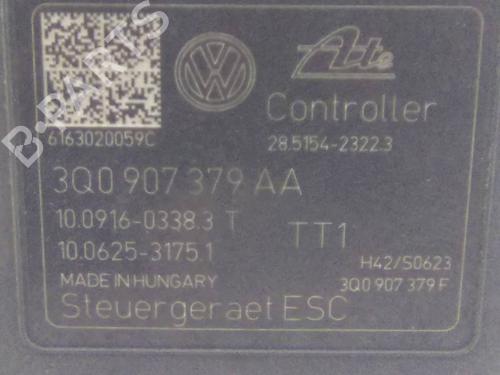 Ate
Controller
6163020059C
28.5154-2322.3
3Q0 907 379 AA
10.0916-0338.3 T
TT1
10.0625-3175.1
H42/S0623
MADE IN HUNGARY
3Q0 907 379 F
Steuergeraet ESC
B-PARTS